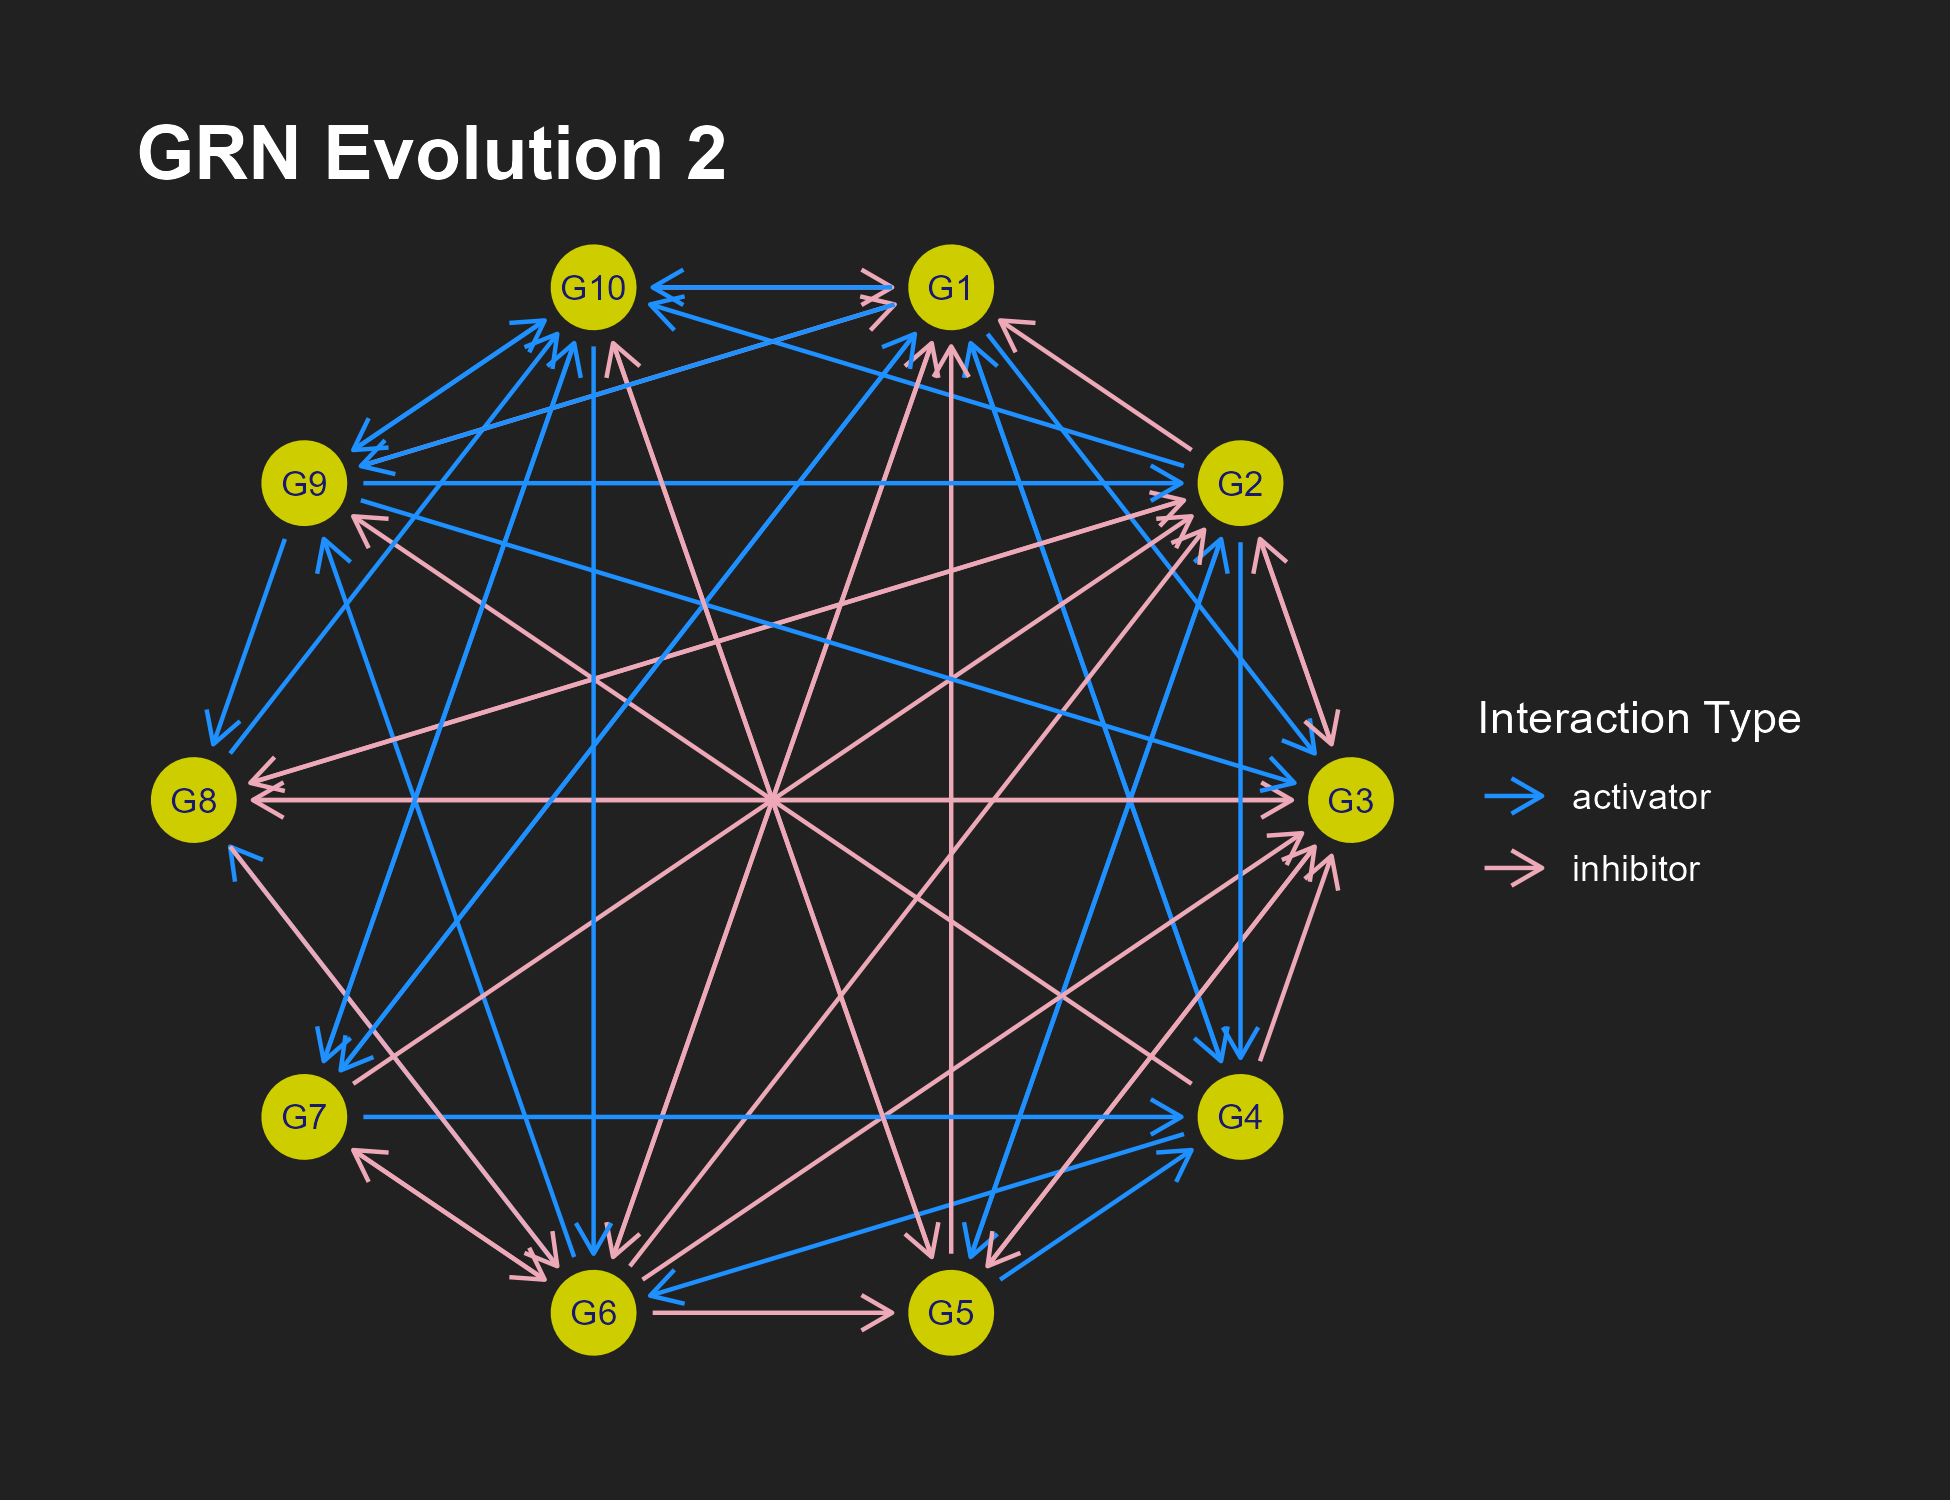 GRN Evolution 2
G10
G1
G9
G2
G8
G3
G7
G4
G6
G5
Interaction Type
activator
inhibitor